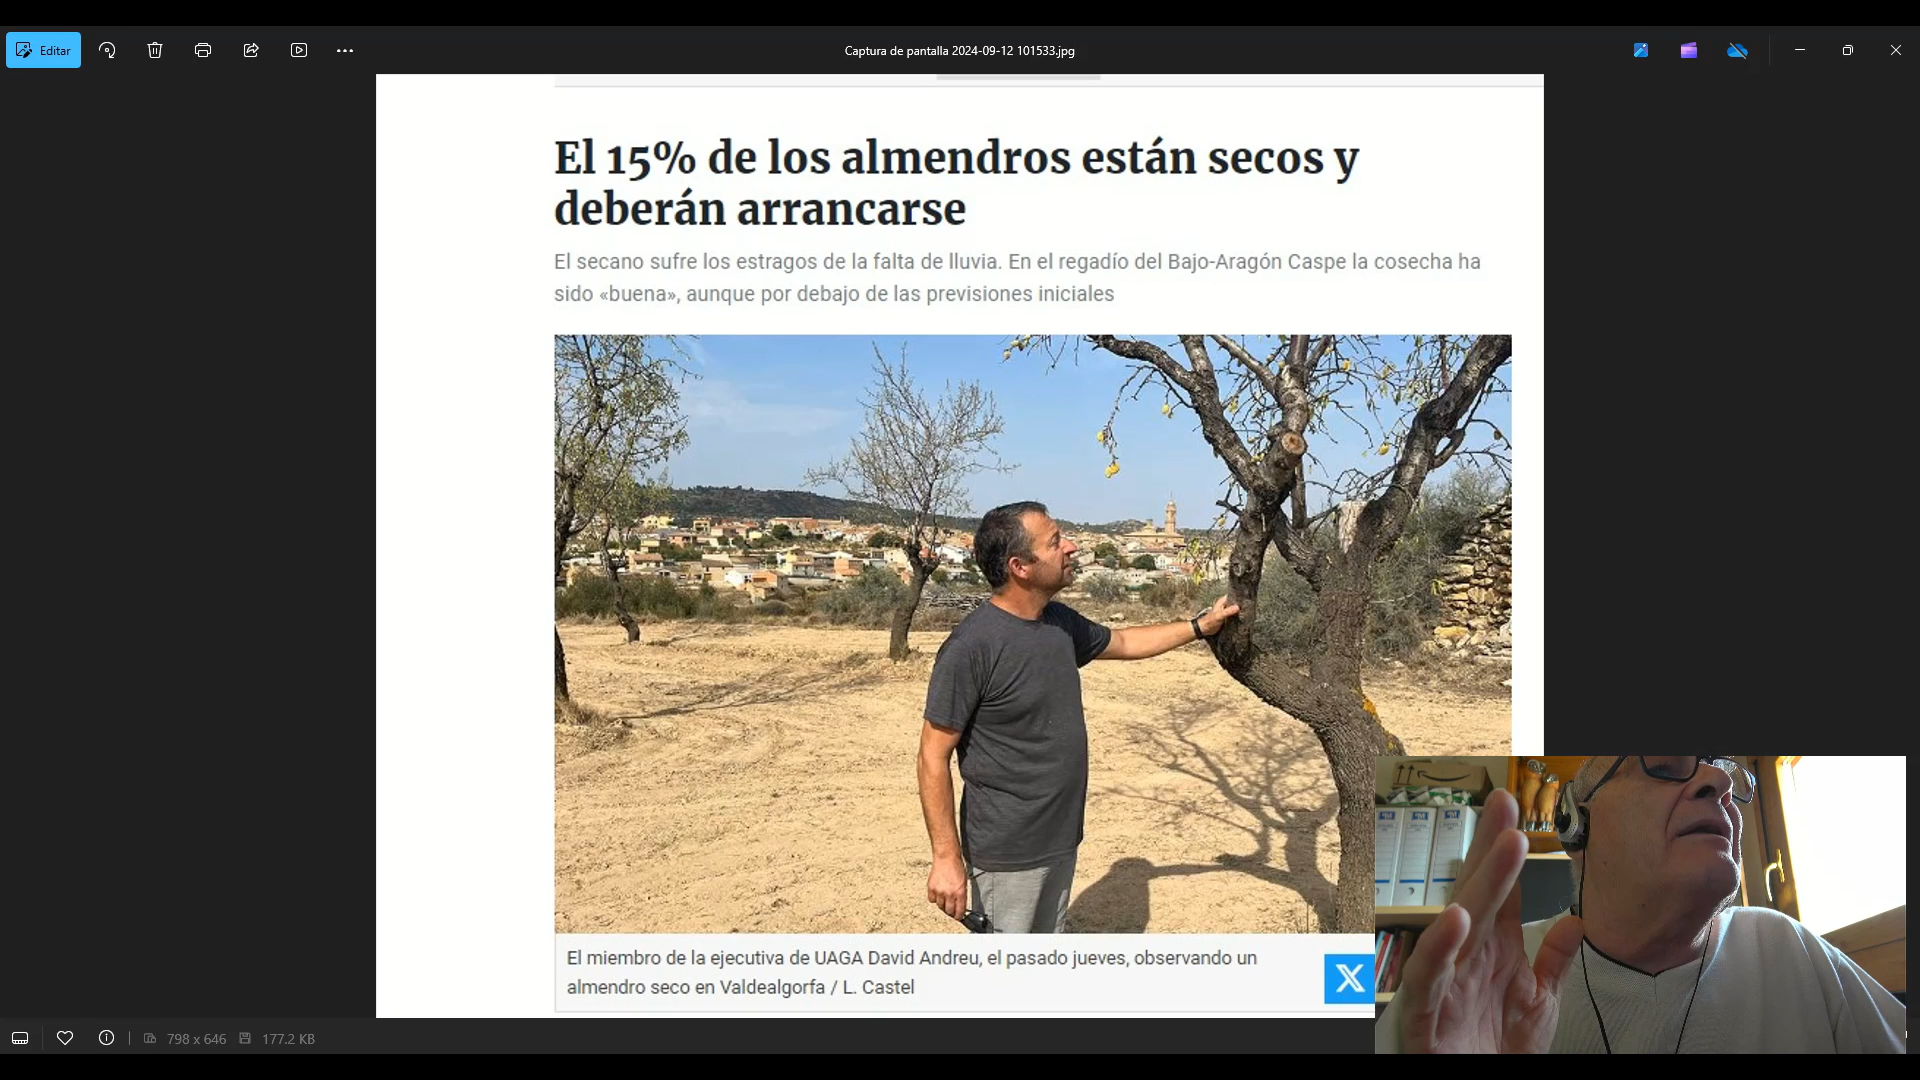 Editar
Captura de pantalla 2024-09-12 101533.jpg
El 15% de los almendros están secos y
deberán arrancarse
El secano sufre los estragos de la falta de lluvia. En el regadío del Bajo-Aragón Caspe la cosecha ha
sido «buena», aunque por debajo de las previsiones iniciales
El miembro de la ejecutiva de UAGA David Andreu, el pasado jueves, observando un
almendro seco en Valdealgorfa / L. Castel
798 x 646
177.2 KB